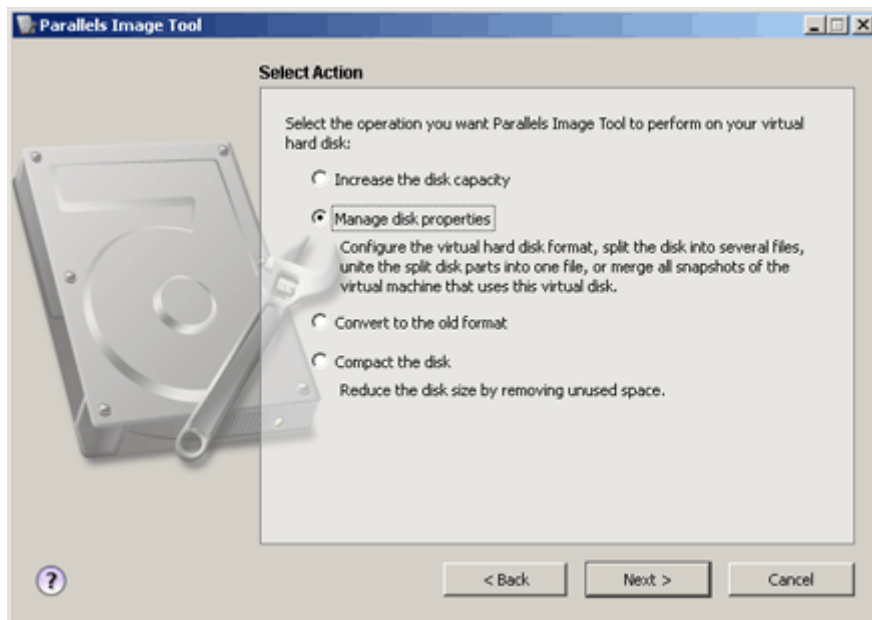 Parallels Image Tool
Select Action
Select the operation you want Parallels Image Tool to perform on your virtual
hard disk:
Increase the disk capacity
Manage disk properties
Configure the virtual hard disk format, split the disk into several files,
unite the split disk parts into one file, or merge all snapshots of the
virtual machine that uses this virtual disk.
Convert to the old format
Compact the disk
Reduce the disk size by removing unused space.
?
< Back
Next >
Cancel